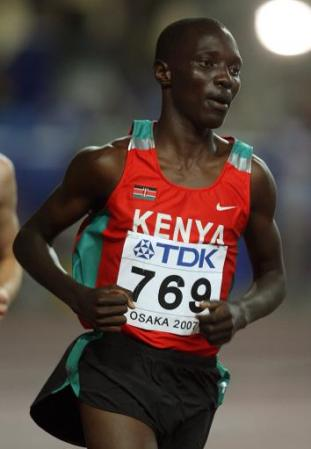 KENYA
TDK
769
OSAKA 2007